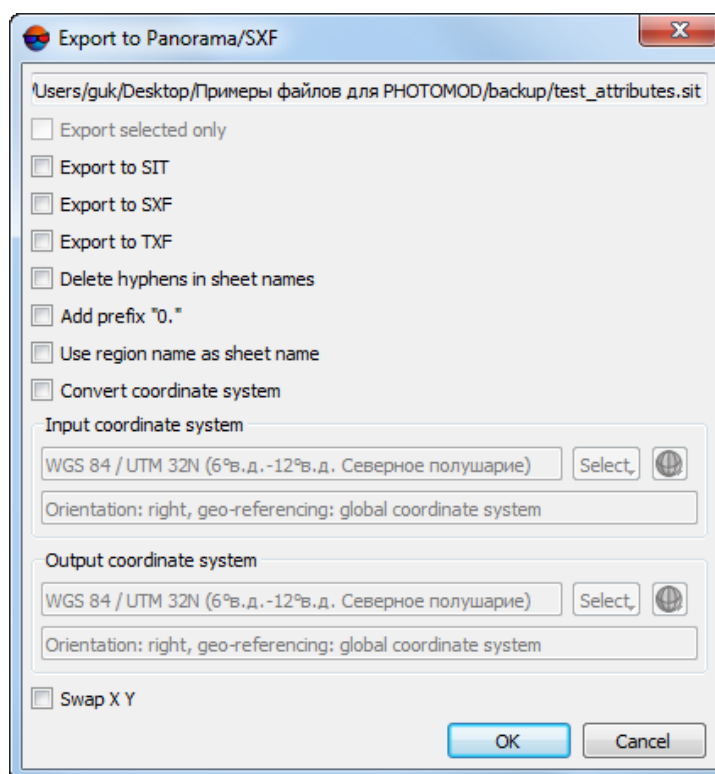 Export to Panorama/SXF
/Users/guk/Desktop/Примеры файлов для PHOTOMOD/backup/test_attributes.sit
Export selected only
Export to SIT
Export to SXF
Export to TXF
Delete hyphens in sheet names
Add prefix "0."
Use region name as sheet name
Convert coordinate system
Input coordinate system
WGS 84 / UTM 32N (6°в.д.-12°в.д. Северное полушарие) Select
Orientation: right, geo-referencing: global coordinate system
Output coordinate system
WGS 84 / UTM 32N (6°в.д.-12°в.д. Северное полушарие) Select
Orientation: right, geo-referencing: global coordinate system
Swap X Y
OK Cancel